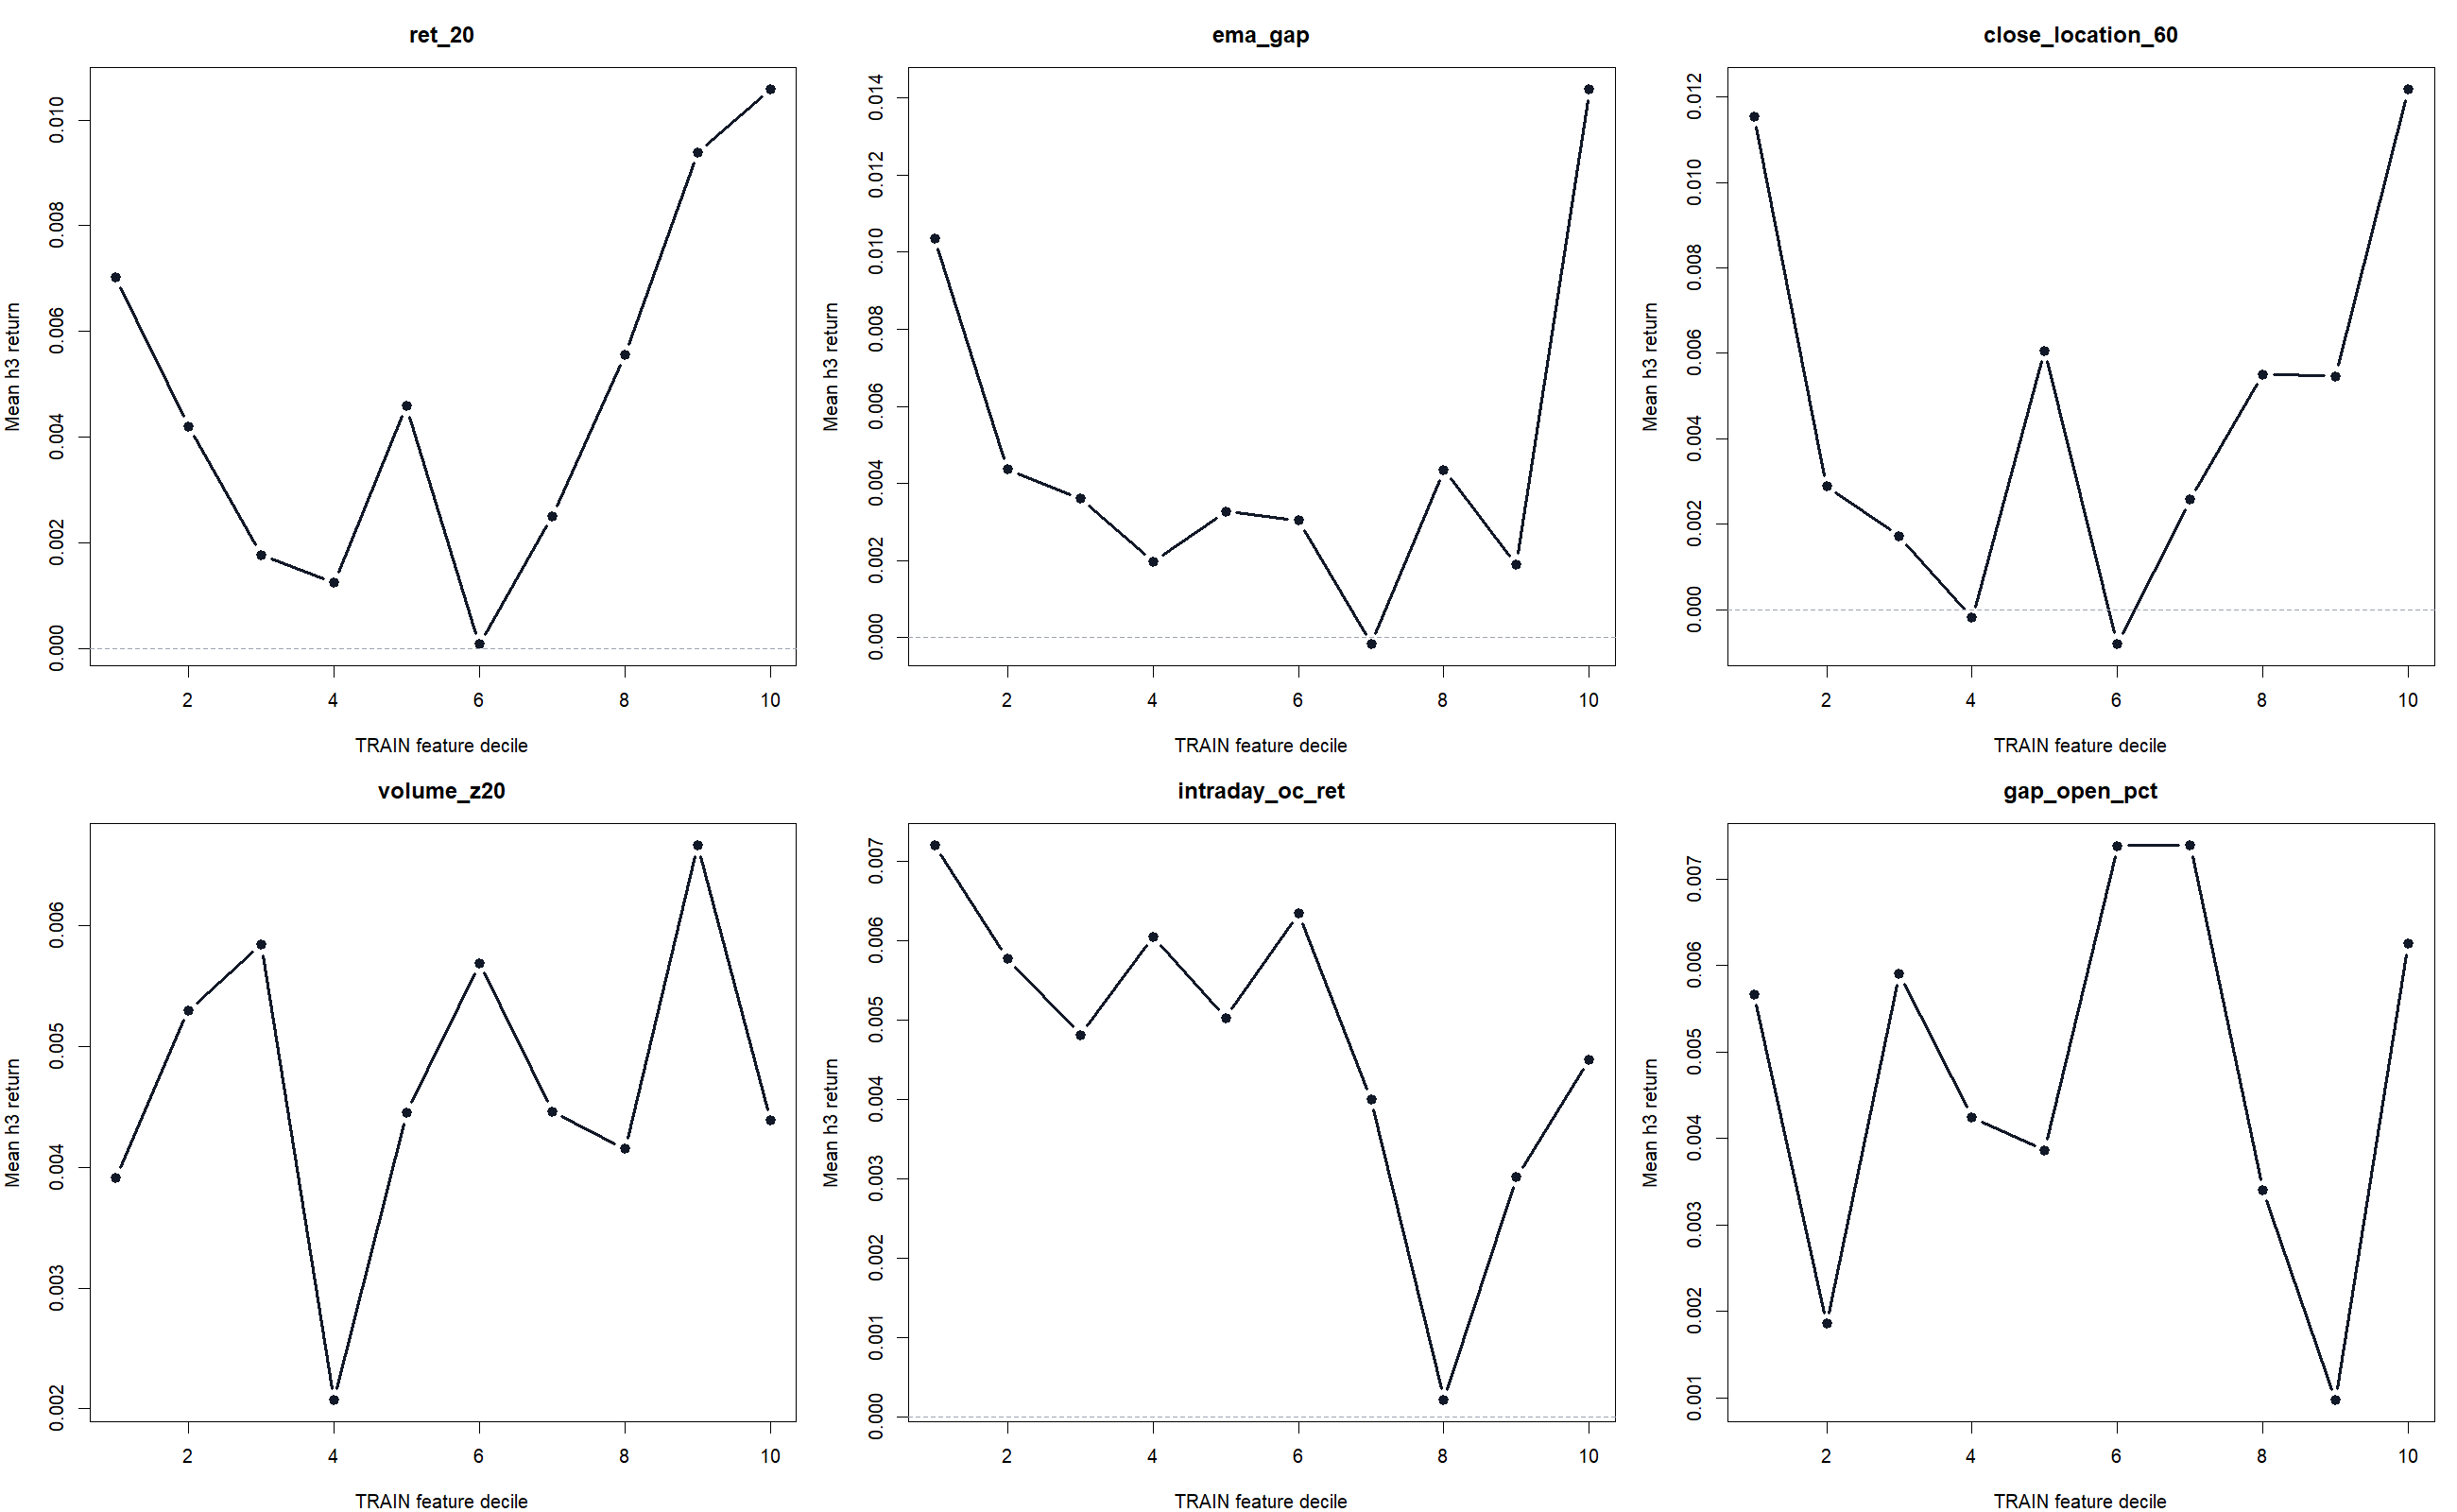 ret_20
Mean h3 return
0.010
0.008
0.006
0.004
0.002
0.000
2 4 6 8 10
TRAIN feature decile
ema_gap
Mean h3 return
0.014
0.012
0.010
0.008
0.006
0.004
0.002
0.000
2 4 6 8 10
TRAIN feature decile
close_location_60
Mean h3 return
0.012
0.010
0.008
0.006
0.004
0.002
0.000
2 4 6 8 10
TRAIN feature decile
volume_z20
Mean h3 return
0.006
0.005
0.004
0.003
0.002
2 4 6 8 10
TRAIN feature decile
intraday_oc_ret
Mean h3 return
0.007
0.006
0.005
0.004
0.003
0.002
0.001
0.000
2 4 6 8 10
TRAIN feature decile
gap_open_pct
Mean h3 return
0.007
0.006
0.005
0.004
0.003
0.002
0.001
2 4 6 8 10
TRAIN feature decile